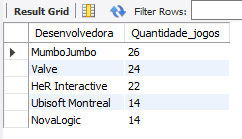 Result Grid Filter Rows:
Desenvolvedora Quantidade_jogos
MumboJumbo 26
Valve 24
HeR Interactive 22
Ubisoft Montreal 14
NovaLogic 14